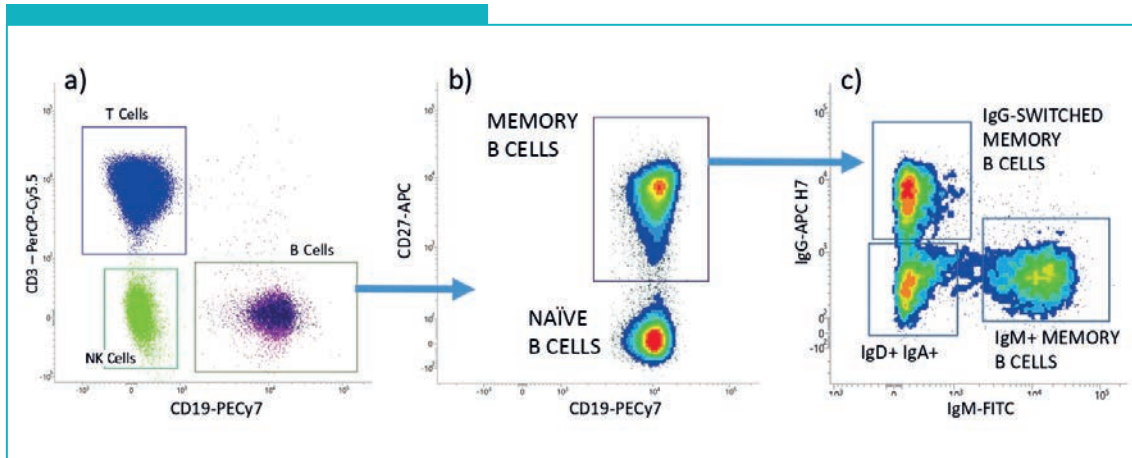 a)
T Cells
CD3 – PerCP-Cy5.5
B Cells
NK Cells
CD19-PECy7
b)
MEMORY
B CELLS
CD27-APC
NAÏVE
B CELLS
CD19-PECy7
c)
IgG-SWITCHED
MEMORY
B CELLS
IgG-APC H7
IgD+ IgA+
IgM+ MEMORY
B CELLS
IgM-FITC